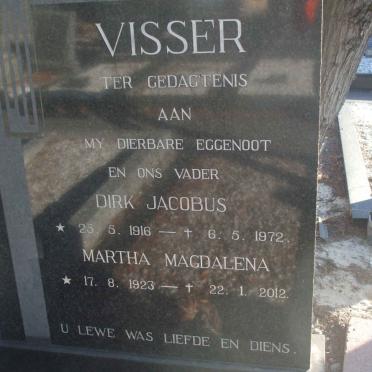 VISSER
TER GEDAGTENIS
AAN
MY DIERBARE EGGENOOT
EN ONS VADER
DIRK JACOBUS
★ 23. 5. 1916 — ✝ 6. 5. 1972.
MARTHA MAGDALENA
★ 17. 8. 1923 — ✝ 22. 1. 2012.
U LEWE WAS LIEFDE EN DIENS.